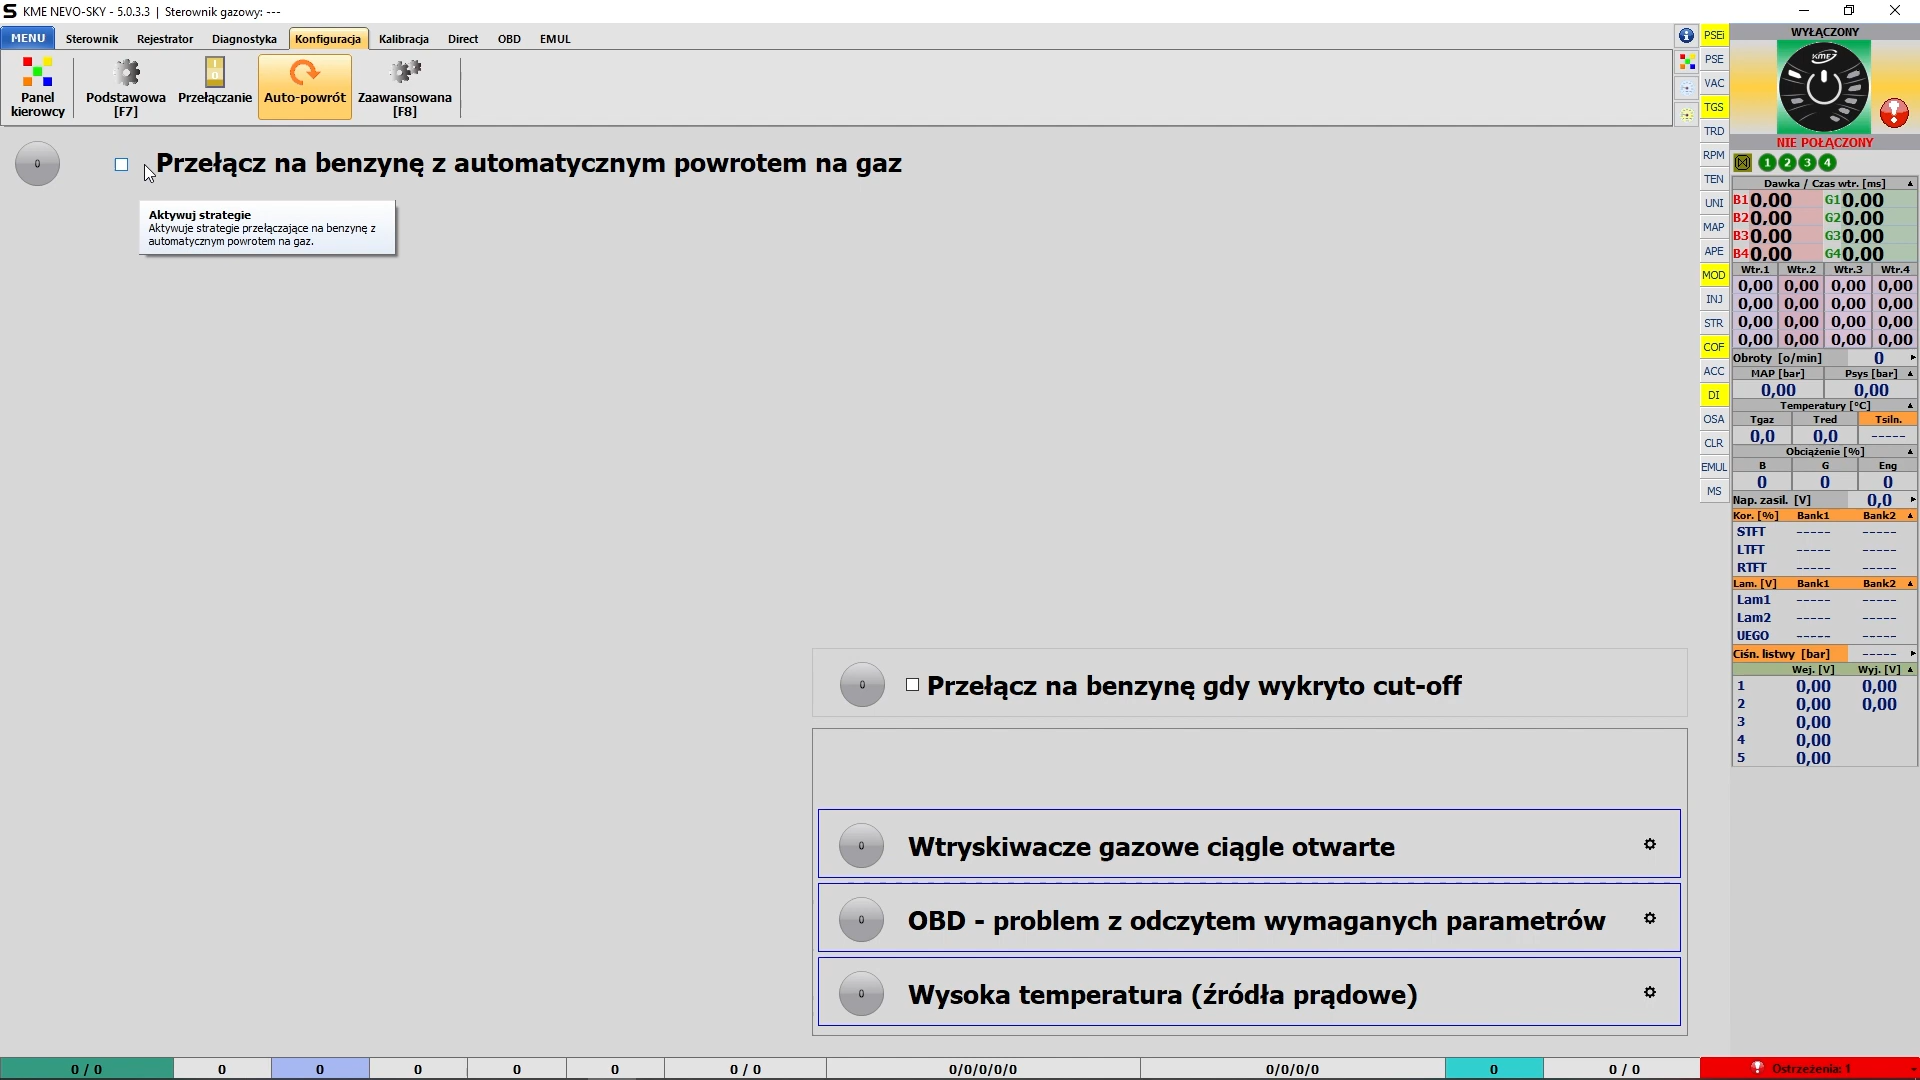 KME NEVO-SKY - 5.0.3.3 | Sterownik gazowy: ---
MENU Sterownik Rejestrator Diagnostyka Konfiguracja Kalibracja Direct OBD EMUL
Panel kierowcy
Podstawowa [F7]
Przełączanie
Auto-powrót
Zaawansowana [F8]
0
Przełącz na benzynę z automatycznym powrotem na gaz
Aktywuj strategie
Aktywuje strategie przełączające na benzynę z
automatycznym powrotem na gaz.
0
Przełącz na benzynę gdy wykryto cut-off
0
Wtryskiwacze gazowe ciągle otwarte
0
OBD - problem z odczytem wymaganych parametrów
0
Wysoka temperatura (źródła prądowe)
PSEi
PSE
VAC
TGS
TRD
RPM
TEN
UNI
MAP
APE
MOD
INJ
STR
COF
ACC
DI
OSA
CLR
EMUL
MS
WYŁĄCZONY
KME
NIE POŁĄCZONY
1 2 3 4
Dawka / Czas wtr. [ms]
B1 0,00 G1 0,00
B2 0,00 G2 0,00
B3 0,00 G3 0,00
B4 0,00 G4 0,00
Wtr.1 Wtr.2 Wtr.3 Wtr.4
0,00 0,00 0,00 0,00
0,00 0,00 0,00 0,00
0,00 0,00 0,00 0,00
0,00 0,00 0,00 0,00
Obroty [o/min] 0
MAP [bar] Psys [bar]
0,00 0,00
Temperatury [°C]
Tgaz Tred Tsiln.
0,0 0,0 -----
Obciążenie [%]
B G Eng
0 0 0
Nap. zasil. [V] 0,0
Kor. [%] Bank1 Bank2
STFT ----- -----
LTFT ----- -----
RTFT ----- -----
Lam. [V] Bank1 Bank2
Lam1 ----- -----
Lam2 ----- -----
UEGO ----- -----
Ciśn. listwy [bar] -----
Wej. [V] Wyj. [V]
1 0,00 0,00
2 0,00 0,00
3 0,00
4 0,00
5 0,00
0 / 0 0 0 0 0 0 0 / 0 0/0/0/0/0 0/0/0/0 0 0 / 0 Ostrzeżenia: 1